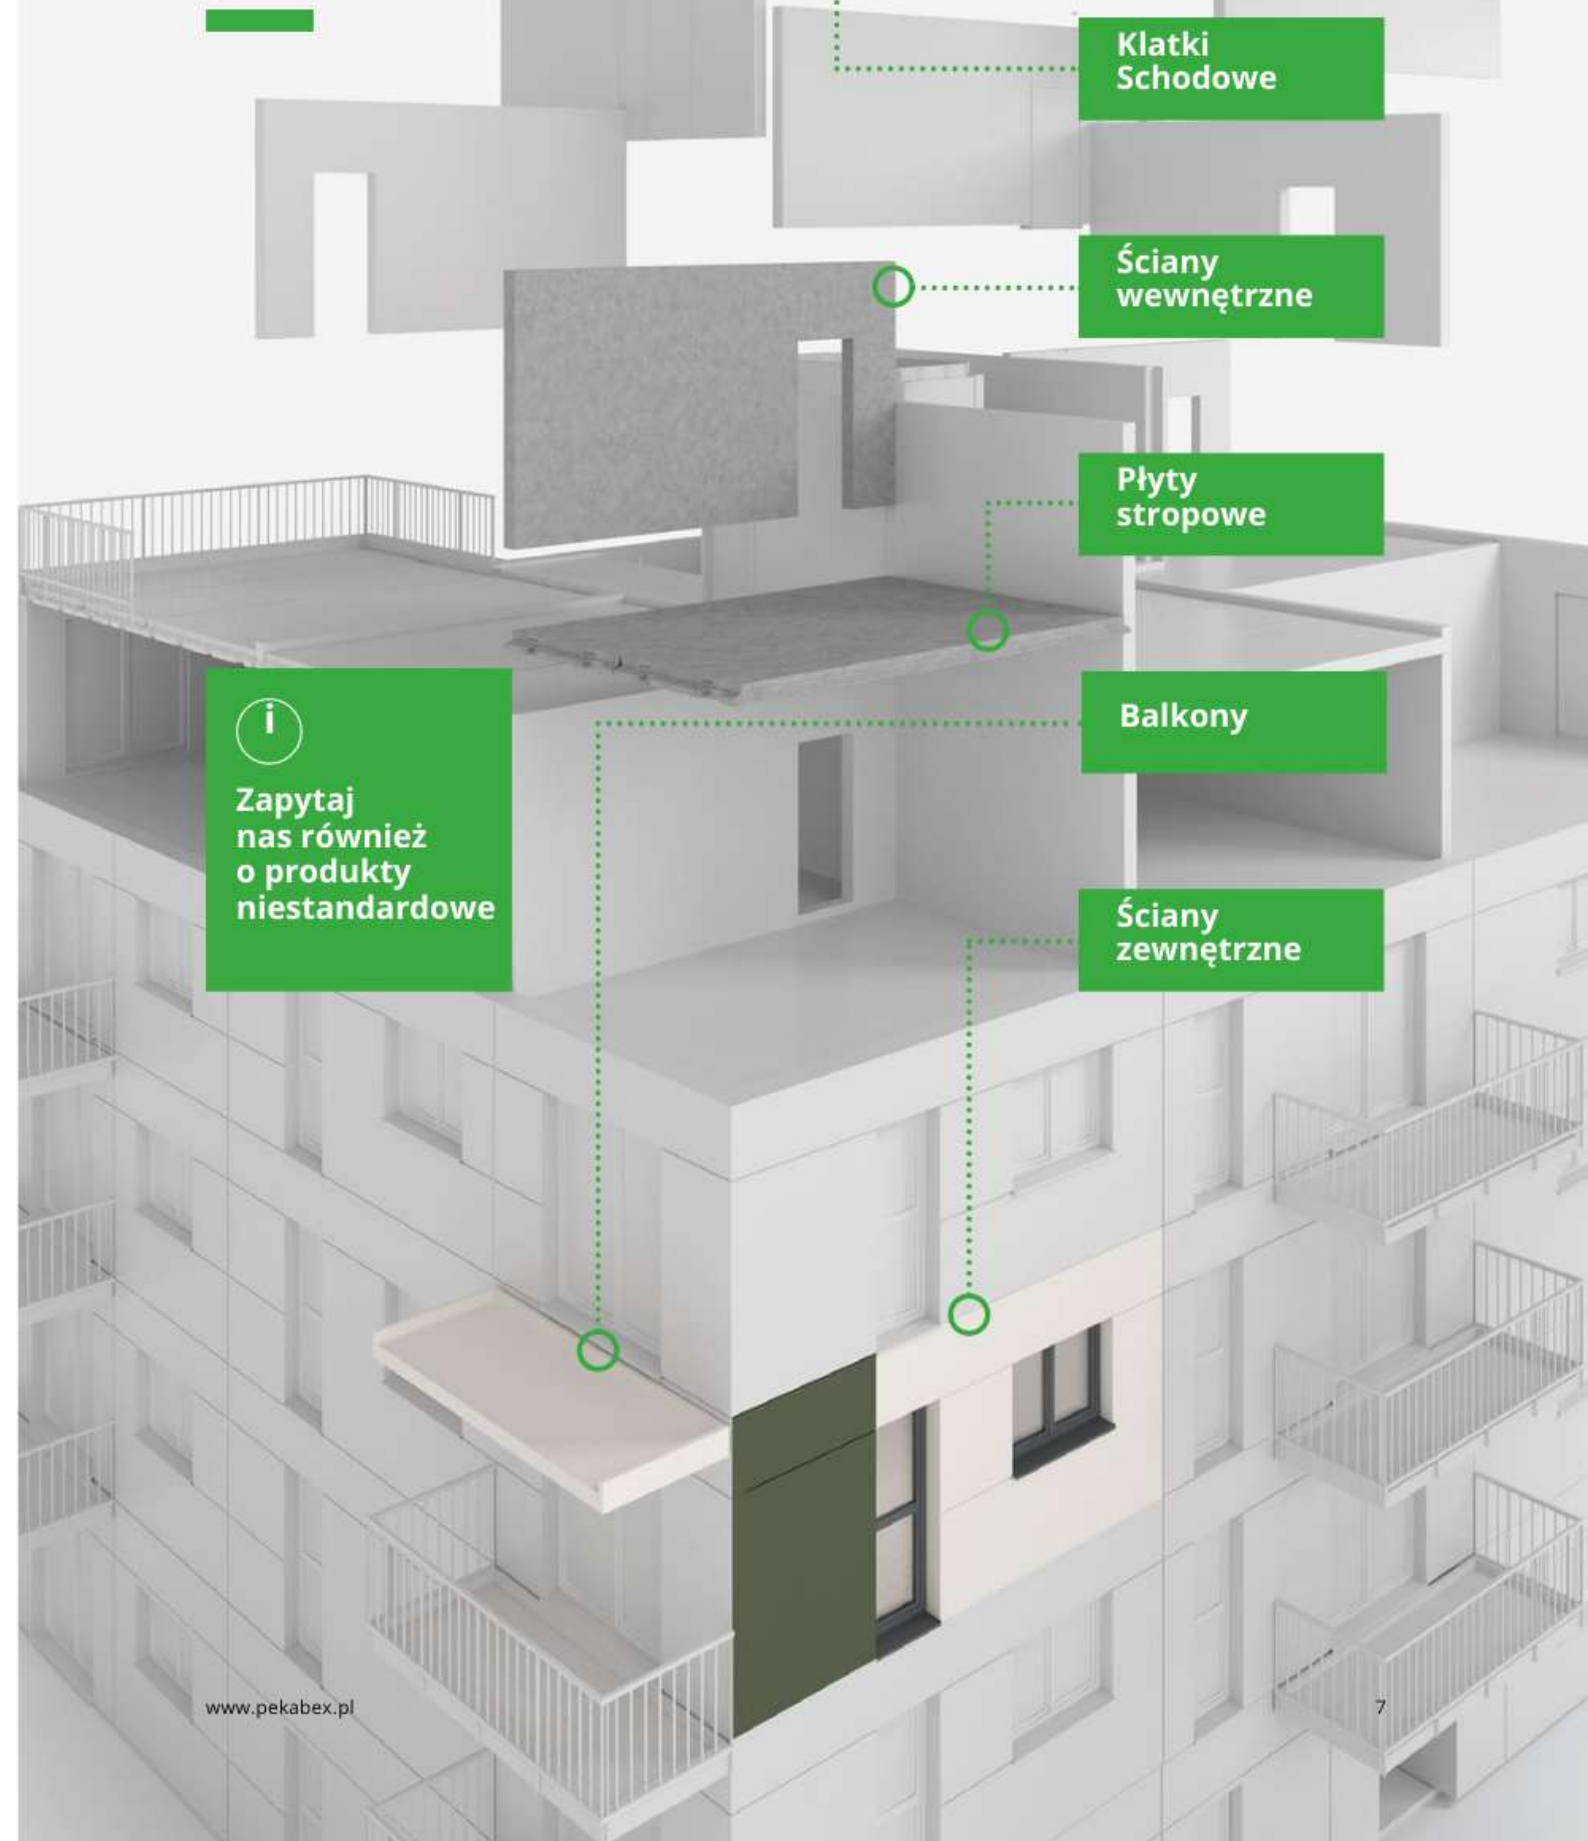 Klatki
Schodowe
Ściany
wewnętrzne
Płyty
stropowe
Balkony
i
Zapytaj
nas również
o produkty
niestandardowe
Ściany
zewnętrzne
www.pekabex.pl
7